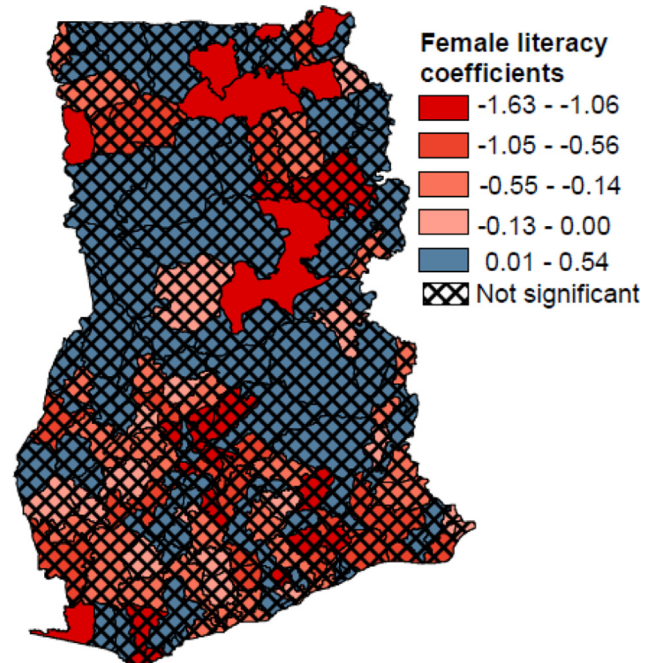 Female literacy
coefficients
-1.63 - -1.06
-1.05 - -0.56
-0.55 - -0.14
-0.13 - 0.00
0.01 - 0.54
Not significant